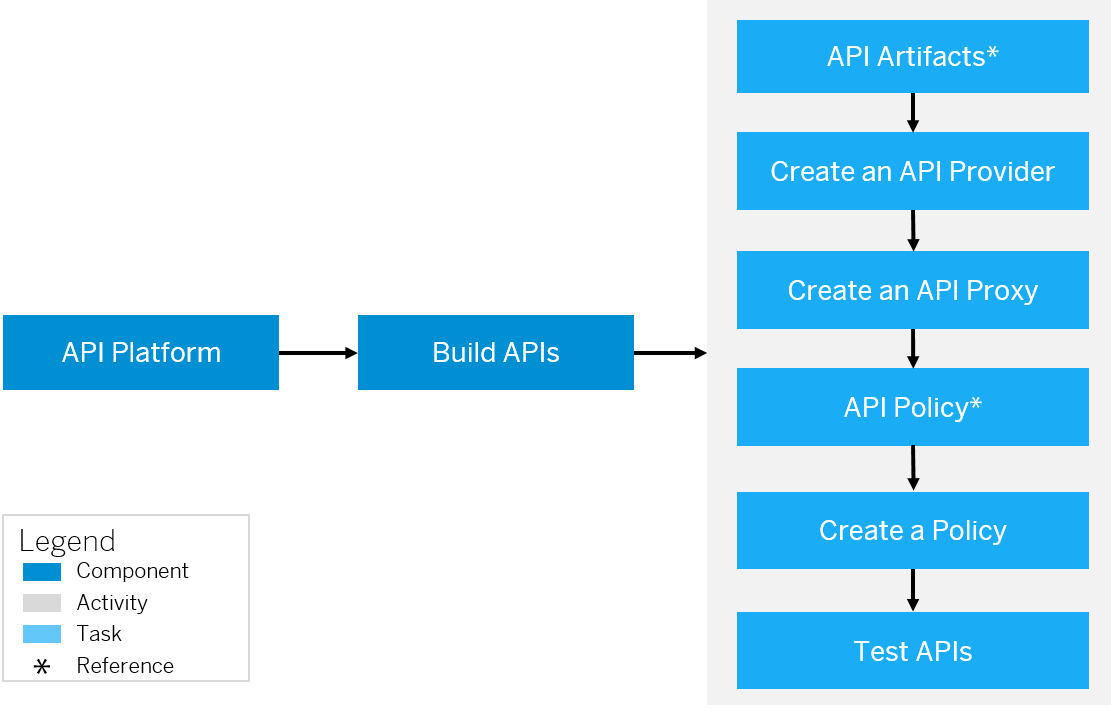 API Artifacts*
Create an API Provider
Create an API Proxy
API Platform
Build APIs
API Policy*
Create a Policy
Test APIs
Legend
Component
Activity
Task
* Reference